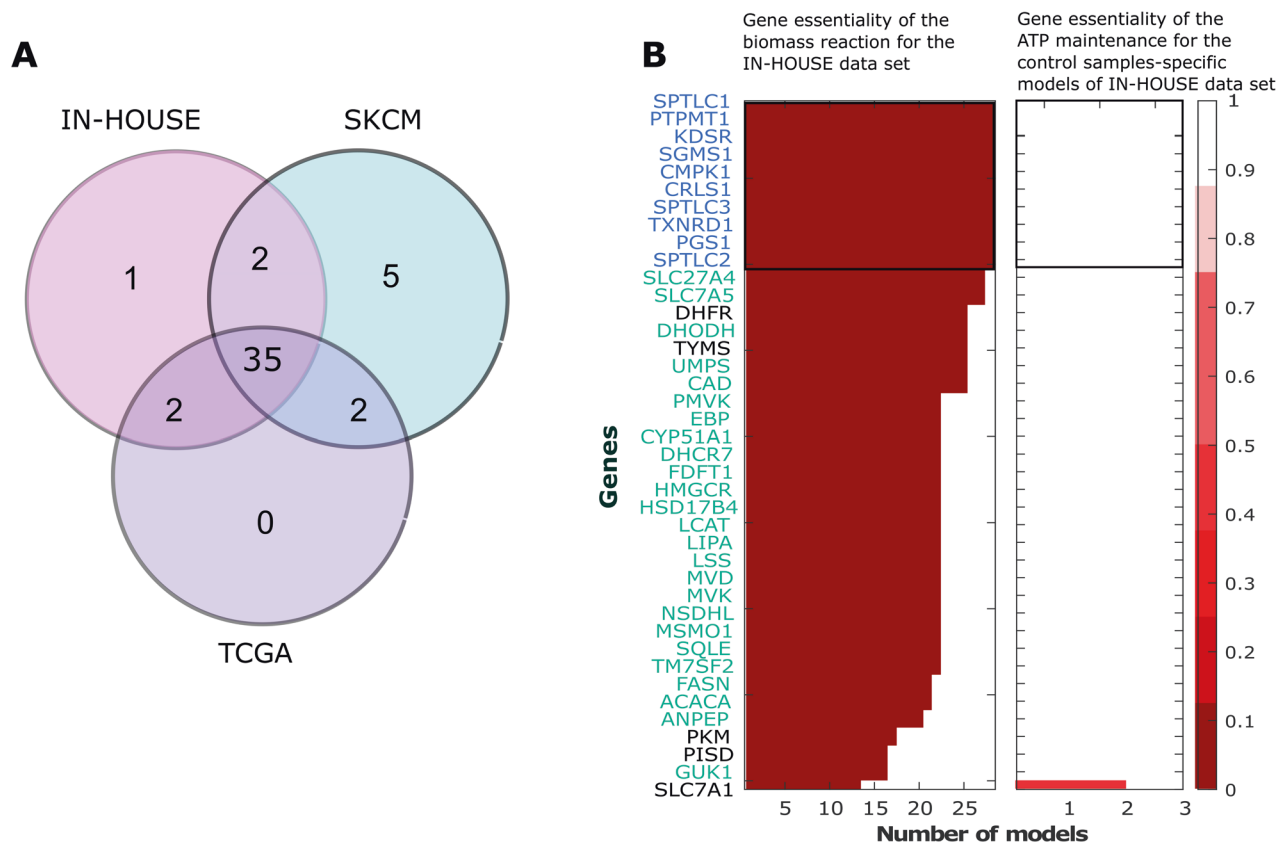 A
IN-HOUSE
SKCM
1
2
5
35
2
2
0
TCGA
B
Gene essentiality of the
biomass reaction for the
IN-HOUSE data set
Gene essentiality of the
ATP maintenance for the
control samples-specific
models of IN-HOUSE data set
Genes
SPTLC1
PTPMT1
KDSR
SGMS1
CMPK1
CRLS1
SPTLC3
TXNRD1
PGS1
SPTLC2
SLC27A4
SLC7A5
DHFR
DHODH
TYMS
UMPS
CAD
PMVK
EBP
CYP51A1
DHCR7
FDFT1
HMGCR
HSD17B4
LCAT
LIPA
LSS
MVD
MVK
NSDHL
MSMO1
SQLE
TM7SF2
FASN
ACACA
ANPEP
PKM
PISD
GUK1
SLC7A1
5 10 15 20 25
1 2 3
Number of models
1
0.9
0.8
0.7
0.6
0.5
0.4
0.3
0.2
0.1
0